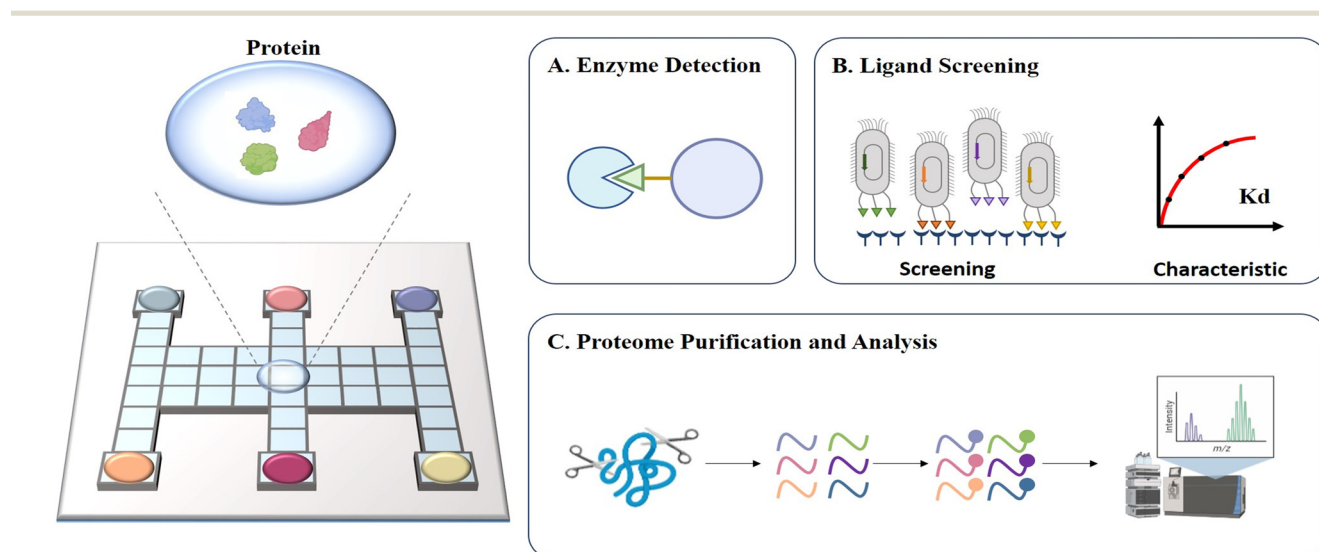 Protein
A. Enzyme Detection
B. Ligand Screening
Kd
Screening
Characteristic
C. Proteome Purification and Analysis
Intensity
m/z